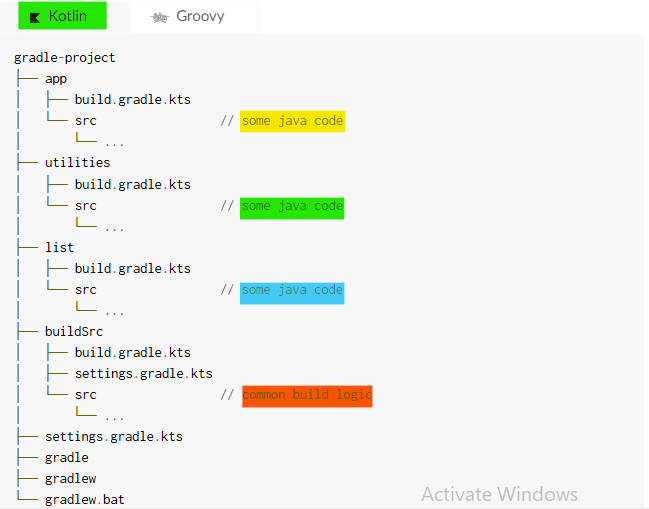 Kotlin Groovy
gradle-project
├── app
│   ├── build.gradle.kts
│   └── src // some java code
│       └── ...
├── utilities
│   ├── build.gradle.kts
│   └── src // some java code
│       └── ...
├── list
│   ├── build.gradle.kts
│   └── src // some java code
│       └── ...
├── buildSrc
│   ├── build.gradle.kts
│   ├── settings.gradle.kts
│   └── src // common build logic
│       └── ...
├── settings.gradle.kts
├── gradle
├── gradlew
└── gradlew.bat
Activate Windows